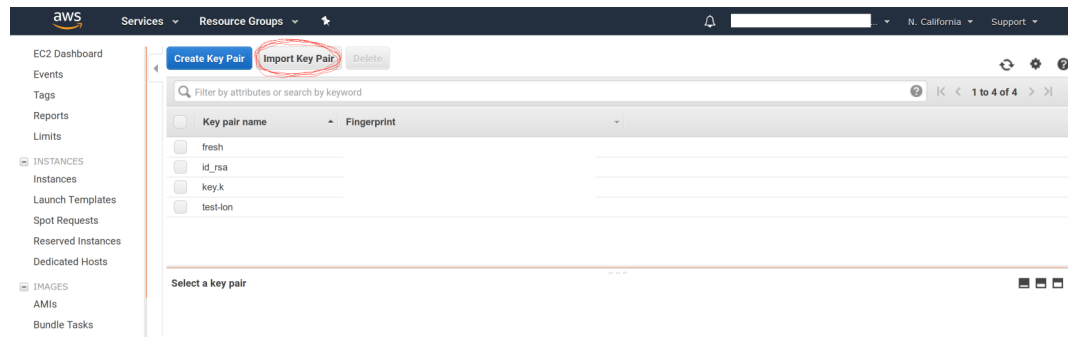 aws Services Resource Groups N. California Support
EC2 Dashboard
Events
Tags
Reports
Limits
INSTANCES
Instances
Launch Templates
Spot Requests
Reserved Instances
Dedicated Hosts
IMAGES
AMIs
Bundle Tasks
Create Key Pair Import Key Pair Delete
Filter by attributes or search by keyword
1 to 4 of 4
Key pair name Fingerprint
fresh
id_rsa
key.k
test-lon
Select a key pair